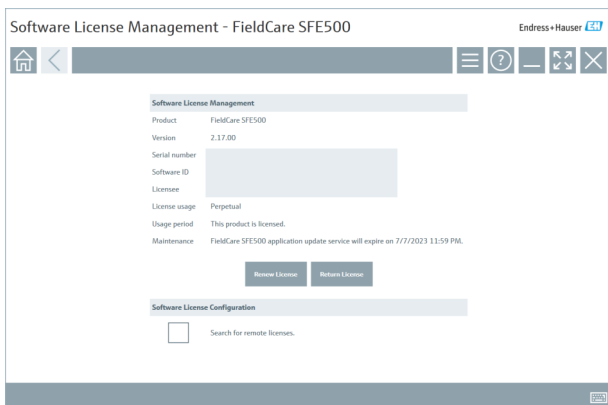 Software License Management - FieldCare SFE500
Endress+Hauser EH
?
Software License Management
Product FieldCare SFE500
Version 2.17.00
Serial number
Software ID
Licensee
License usage Perpetual
Usage period This product is licensed.
Maintenance FieldCare SFE500 application update service will expire on 7/7/2023 11:59 PM.
Renew License Return License
Software License Configuration
Search for remote licenses.